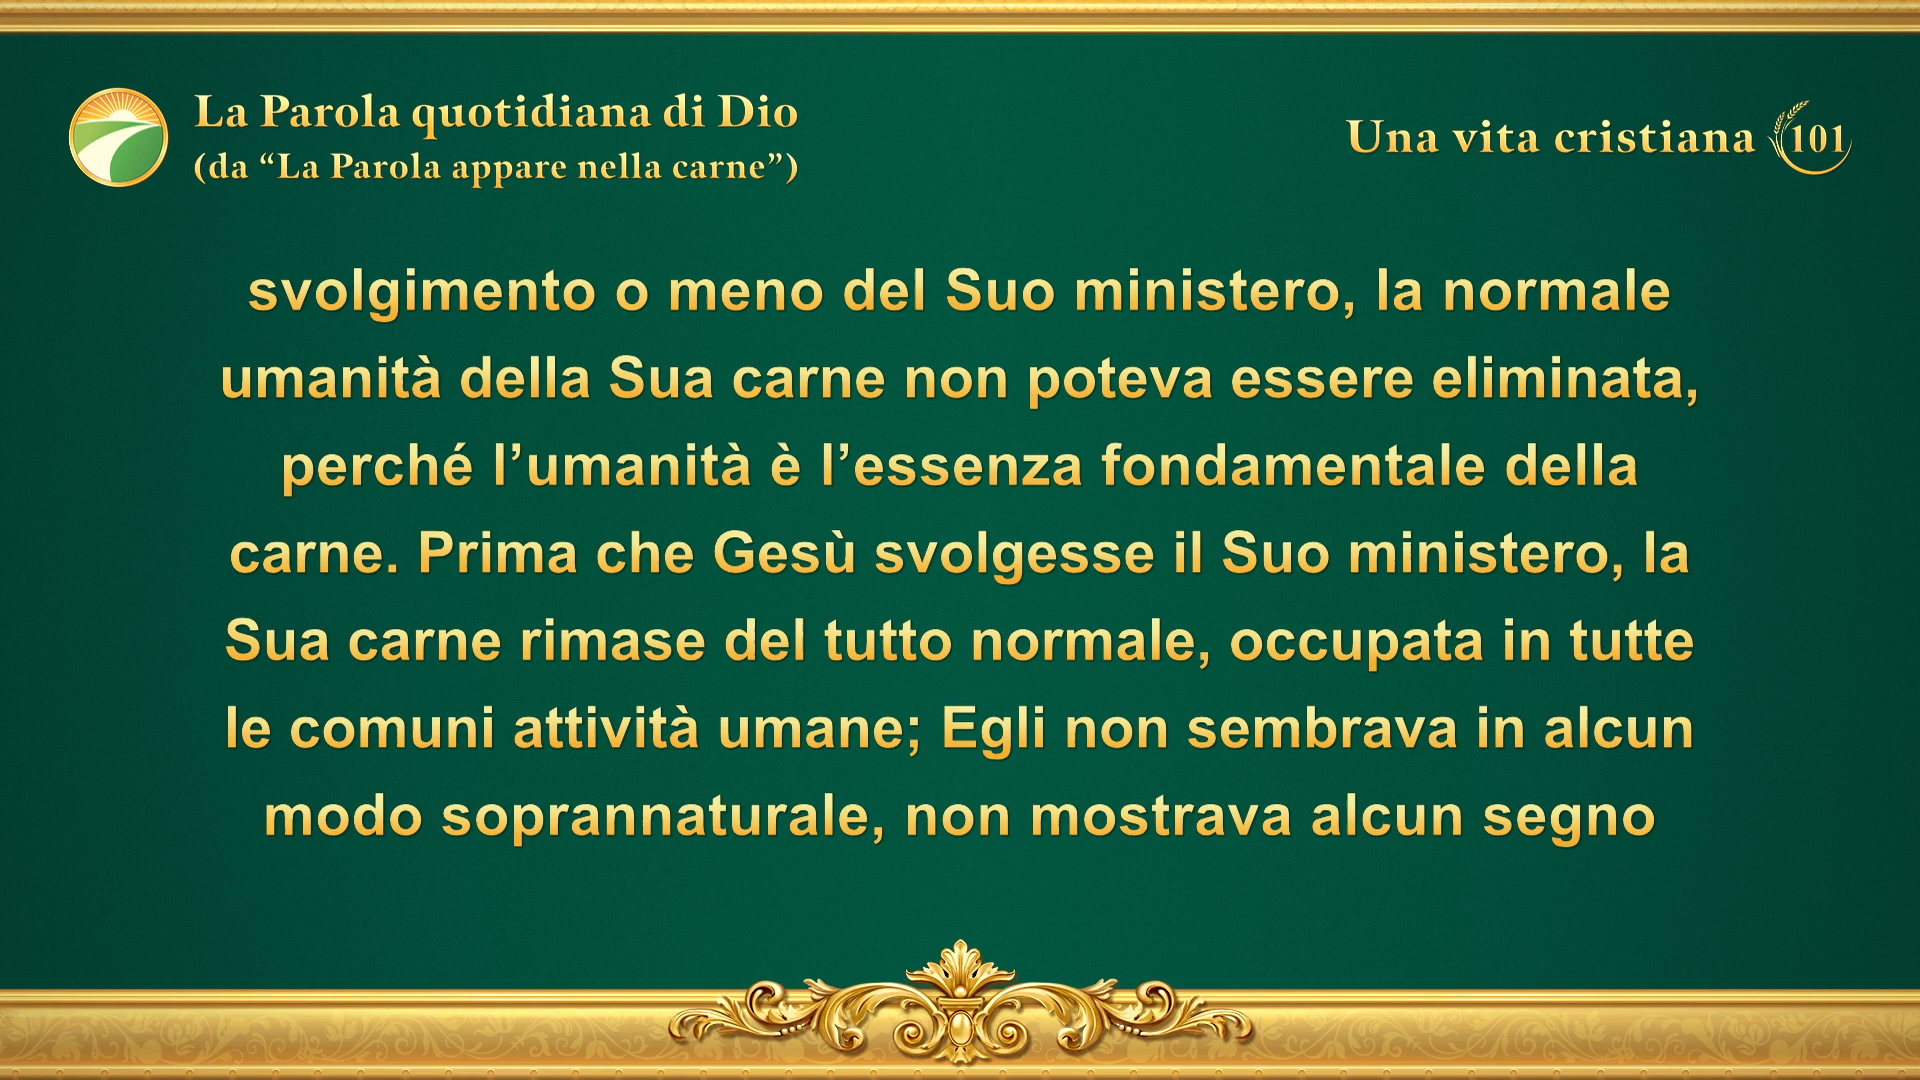 La Parola quotidiana di Dio
(da “La Parola appare nella carne”)
Una vita cristiana 101
svolgimento o meno del Suo ministero, la normale
umanità della Sua carne non poteva essere eliminata,
perché l’umanità è l’essenza fondamentale della
carne. Prima che Gesù svolgesse il Suo ministero, la
Sua carne rimase del tutto normale, occupata in tutte
le comuni attività umane; Egli non sembrava in alcun
modo soprannaturale, non mostrava alcun segno